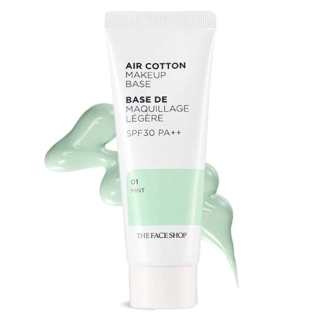 AIR COTTON
MAKEUP
BASE
BASE DE
MAQUILLAGE
LÉGÈRE
SPF30 PA++
01
MINT
THE FACE SHOP